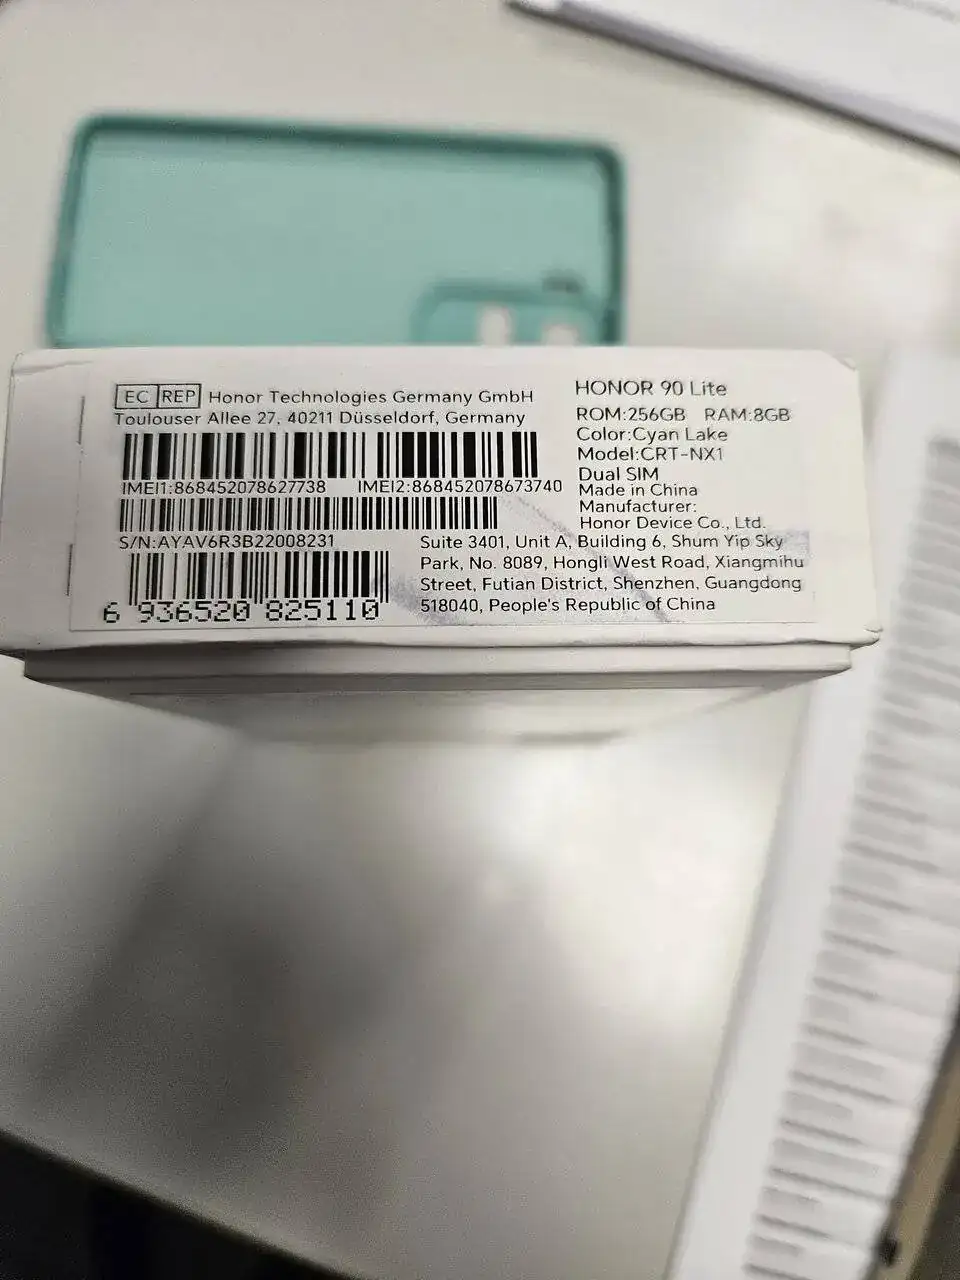 EC REP Honor Technologies Germany GmbH
Toulouser Allee 27, 40211 Düsseldorf, Germany
IMEI1:868452078627738 IMEI2:868452078673740
S/N:AYAV6R3B22008231
6 936520 825110
HONOR 90 Lite
ROM:256GB RAM:8GB
Color:Cyan Lake
Model:CRT-NX1
Dual SIM
Made in China
Manufacturer:
Honor Device Co., Ltd.
Suite 3401, Unit A, Building 6, Shum Yip Sky
Park, No. 8089, Hongli West Road, Xiangmihu
Street, Futian District, Shenzhen, Guangdong
518040, People's Republic of China